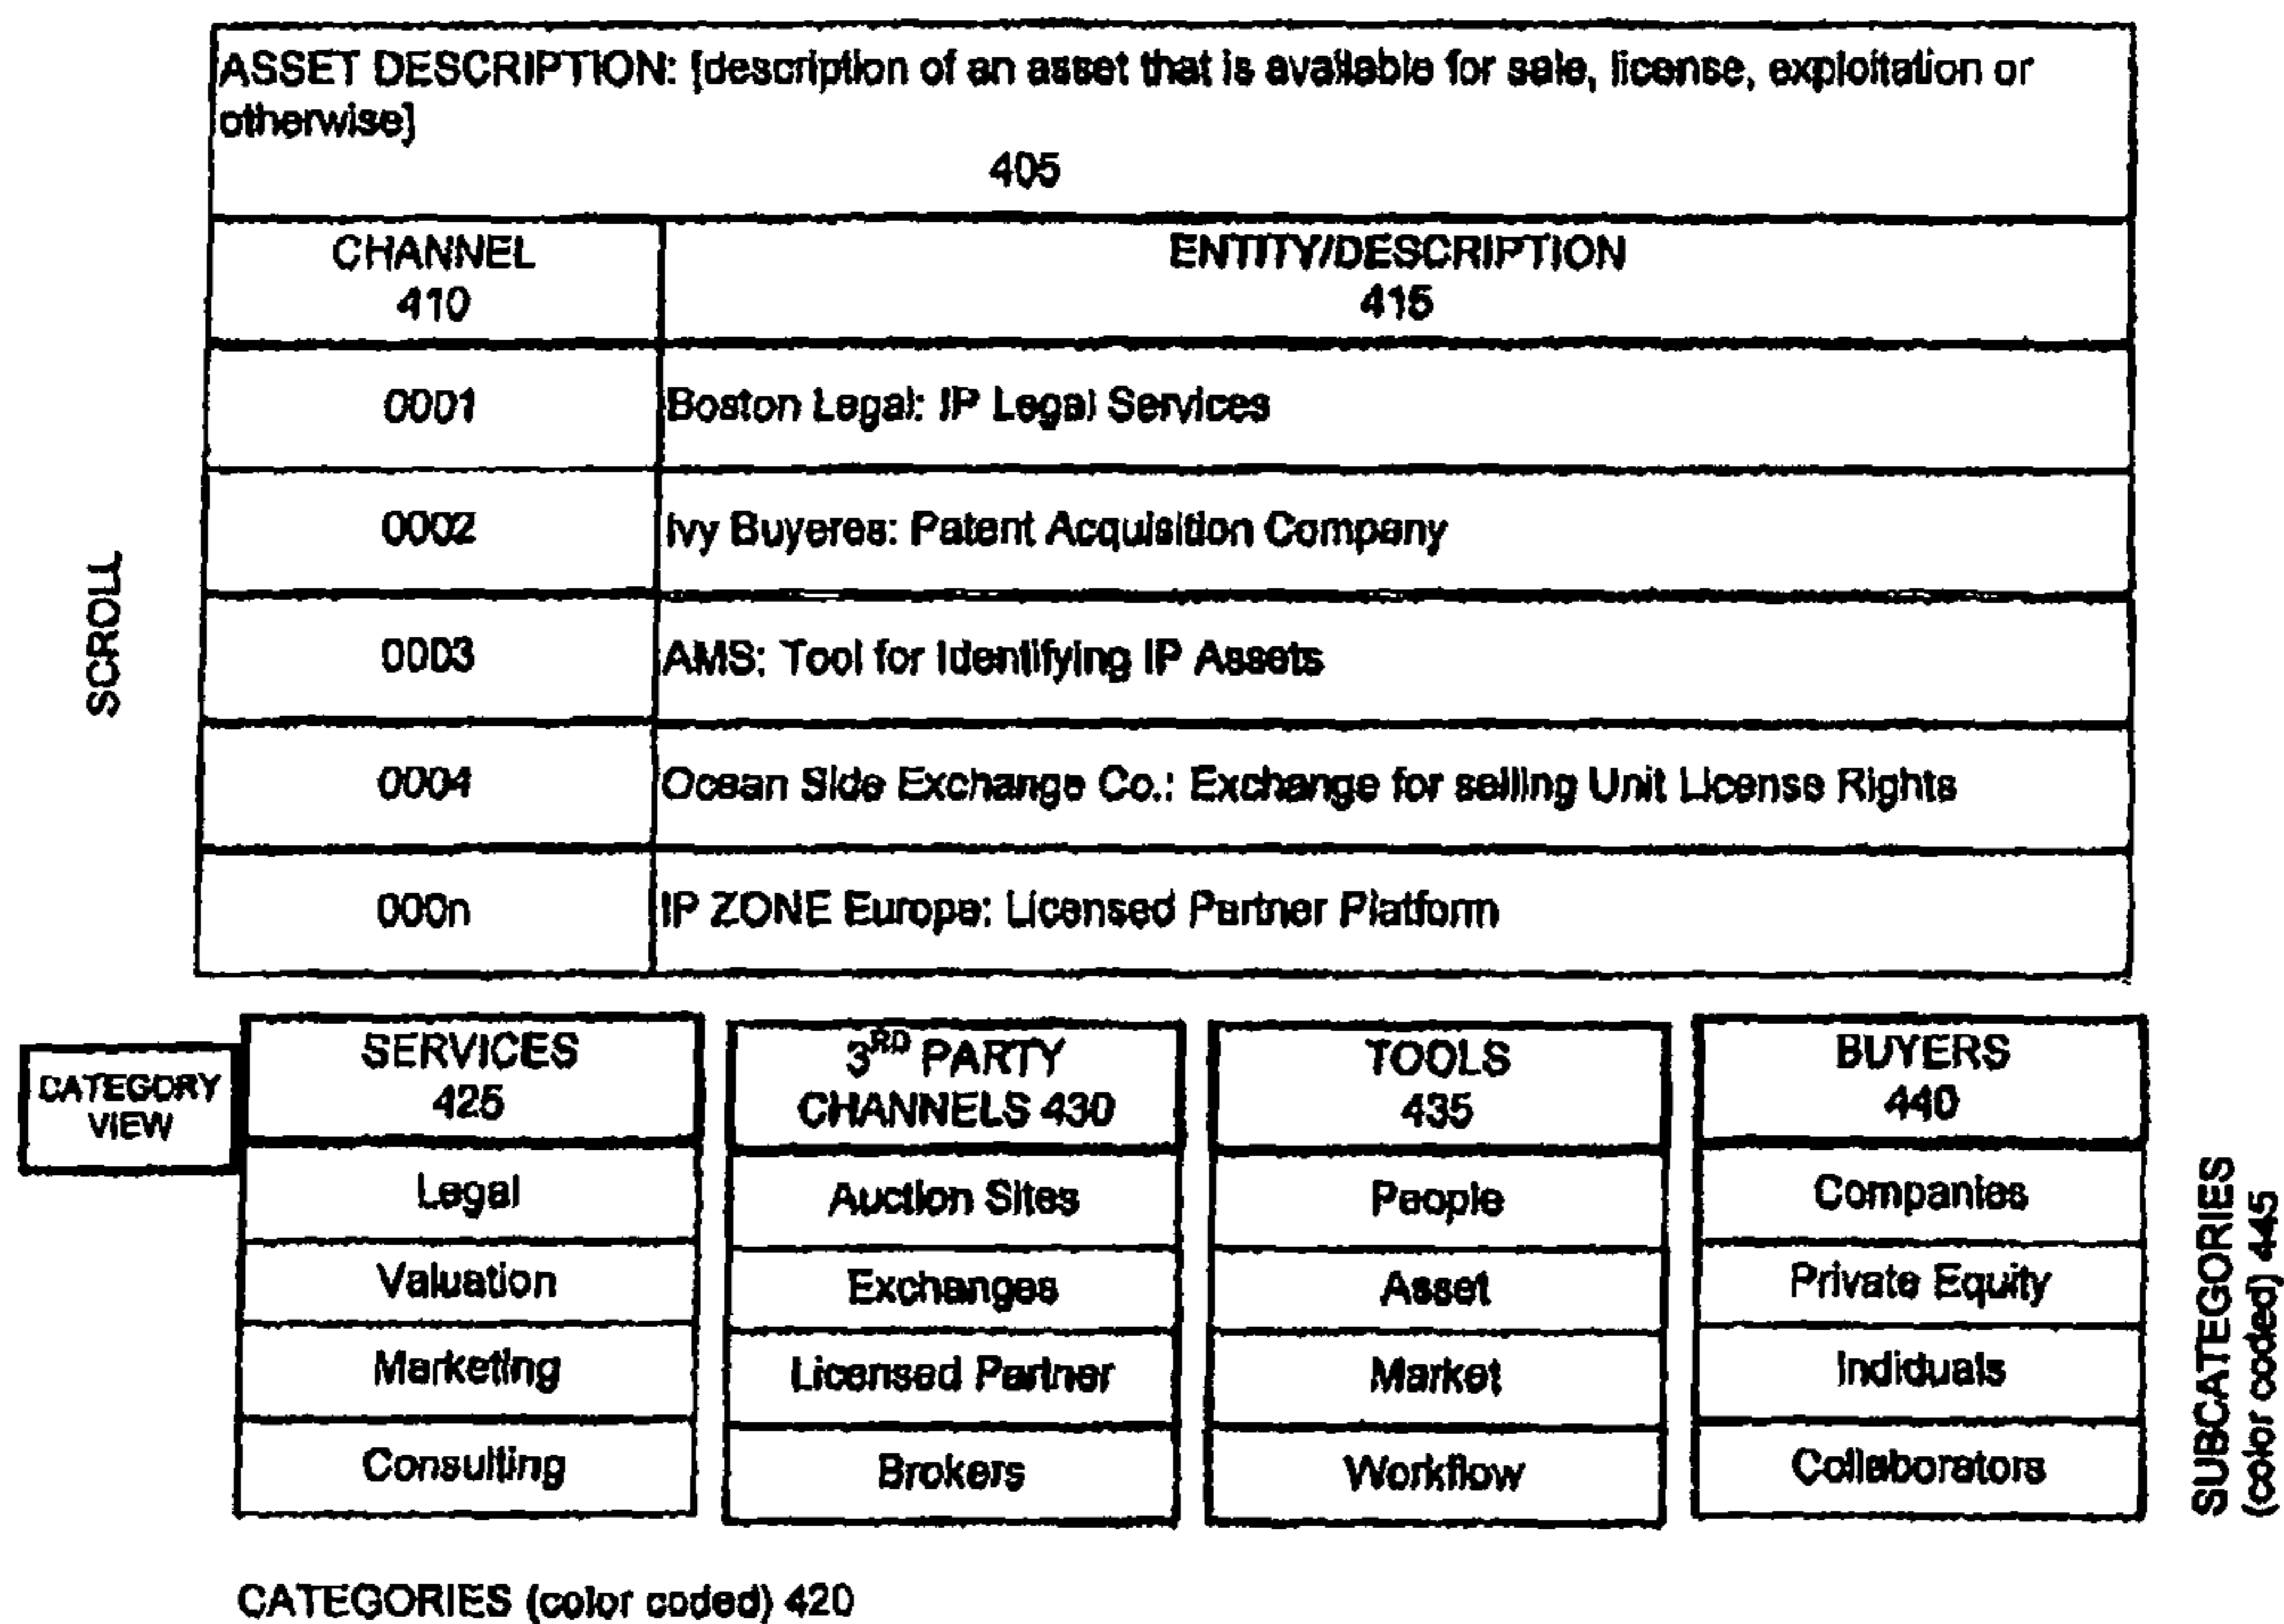 ASSET DESCRIPTION: [description of an asset that is available for sale, license, exploitation or
otherwise]
405
CHANNEL
410
ENTITY/DESCRIPTION
415
0001
Boston Legal: IP Legal Services
0002
Ivy Buyeres: Patent Acquisition Company
0003
AMS: Tool for Identifying IP Assets
0004
Ocean Side Exchange Co.: Exchange for selling Unit License Rights
000n
IP ZONE Europe: Licensed Partner Platform
SCROLL
CATEGORY
VIEW
SERVICES
425
Legal
Valuation
Marketing
Consulting
3RD PARTY
CHANNELS 430
Auction Sites
Exchanges
Licensed Partner
Brokers
TOOLS
435
People
Asset
Market
Workflow
BUYERS
440
Companies
Private Equity
Indiduals
Collaborators
SUBCATEGORIES
(color coded) 445
CATEGORIES (color coded) 420